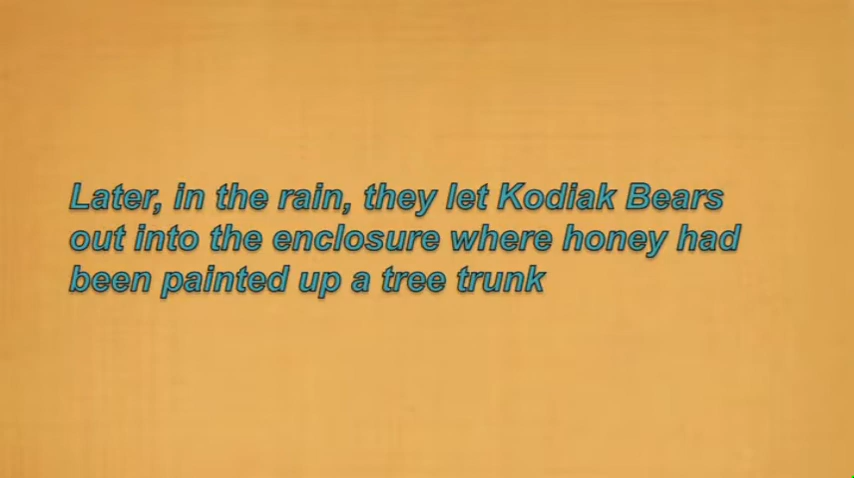 Later, in the rain, they let Kodiak Bears
out into the enclosure where honey had
been painted up a tree trunk